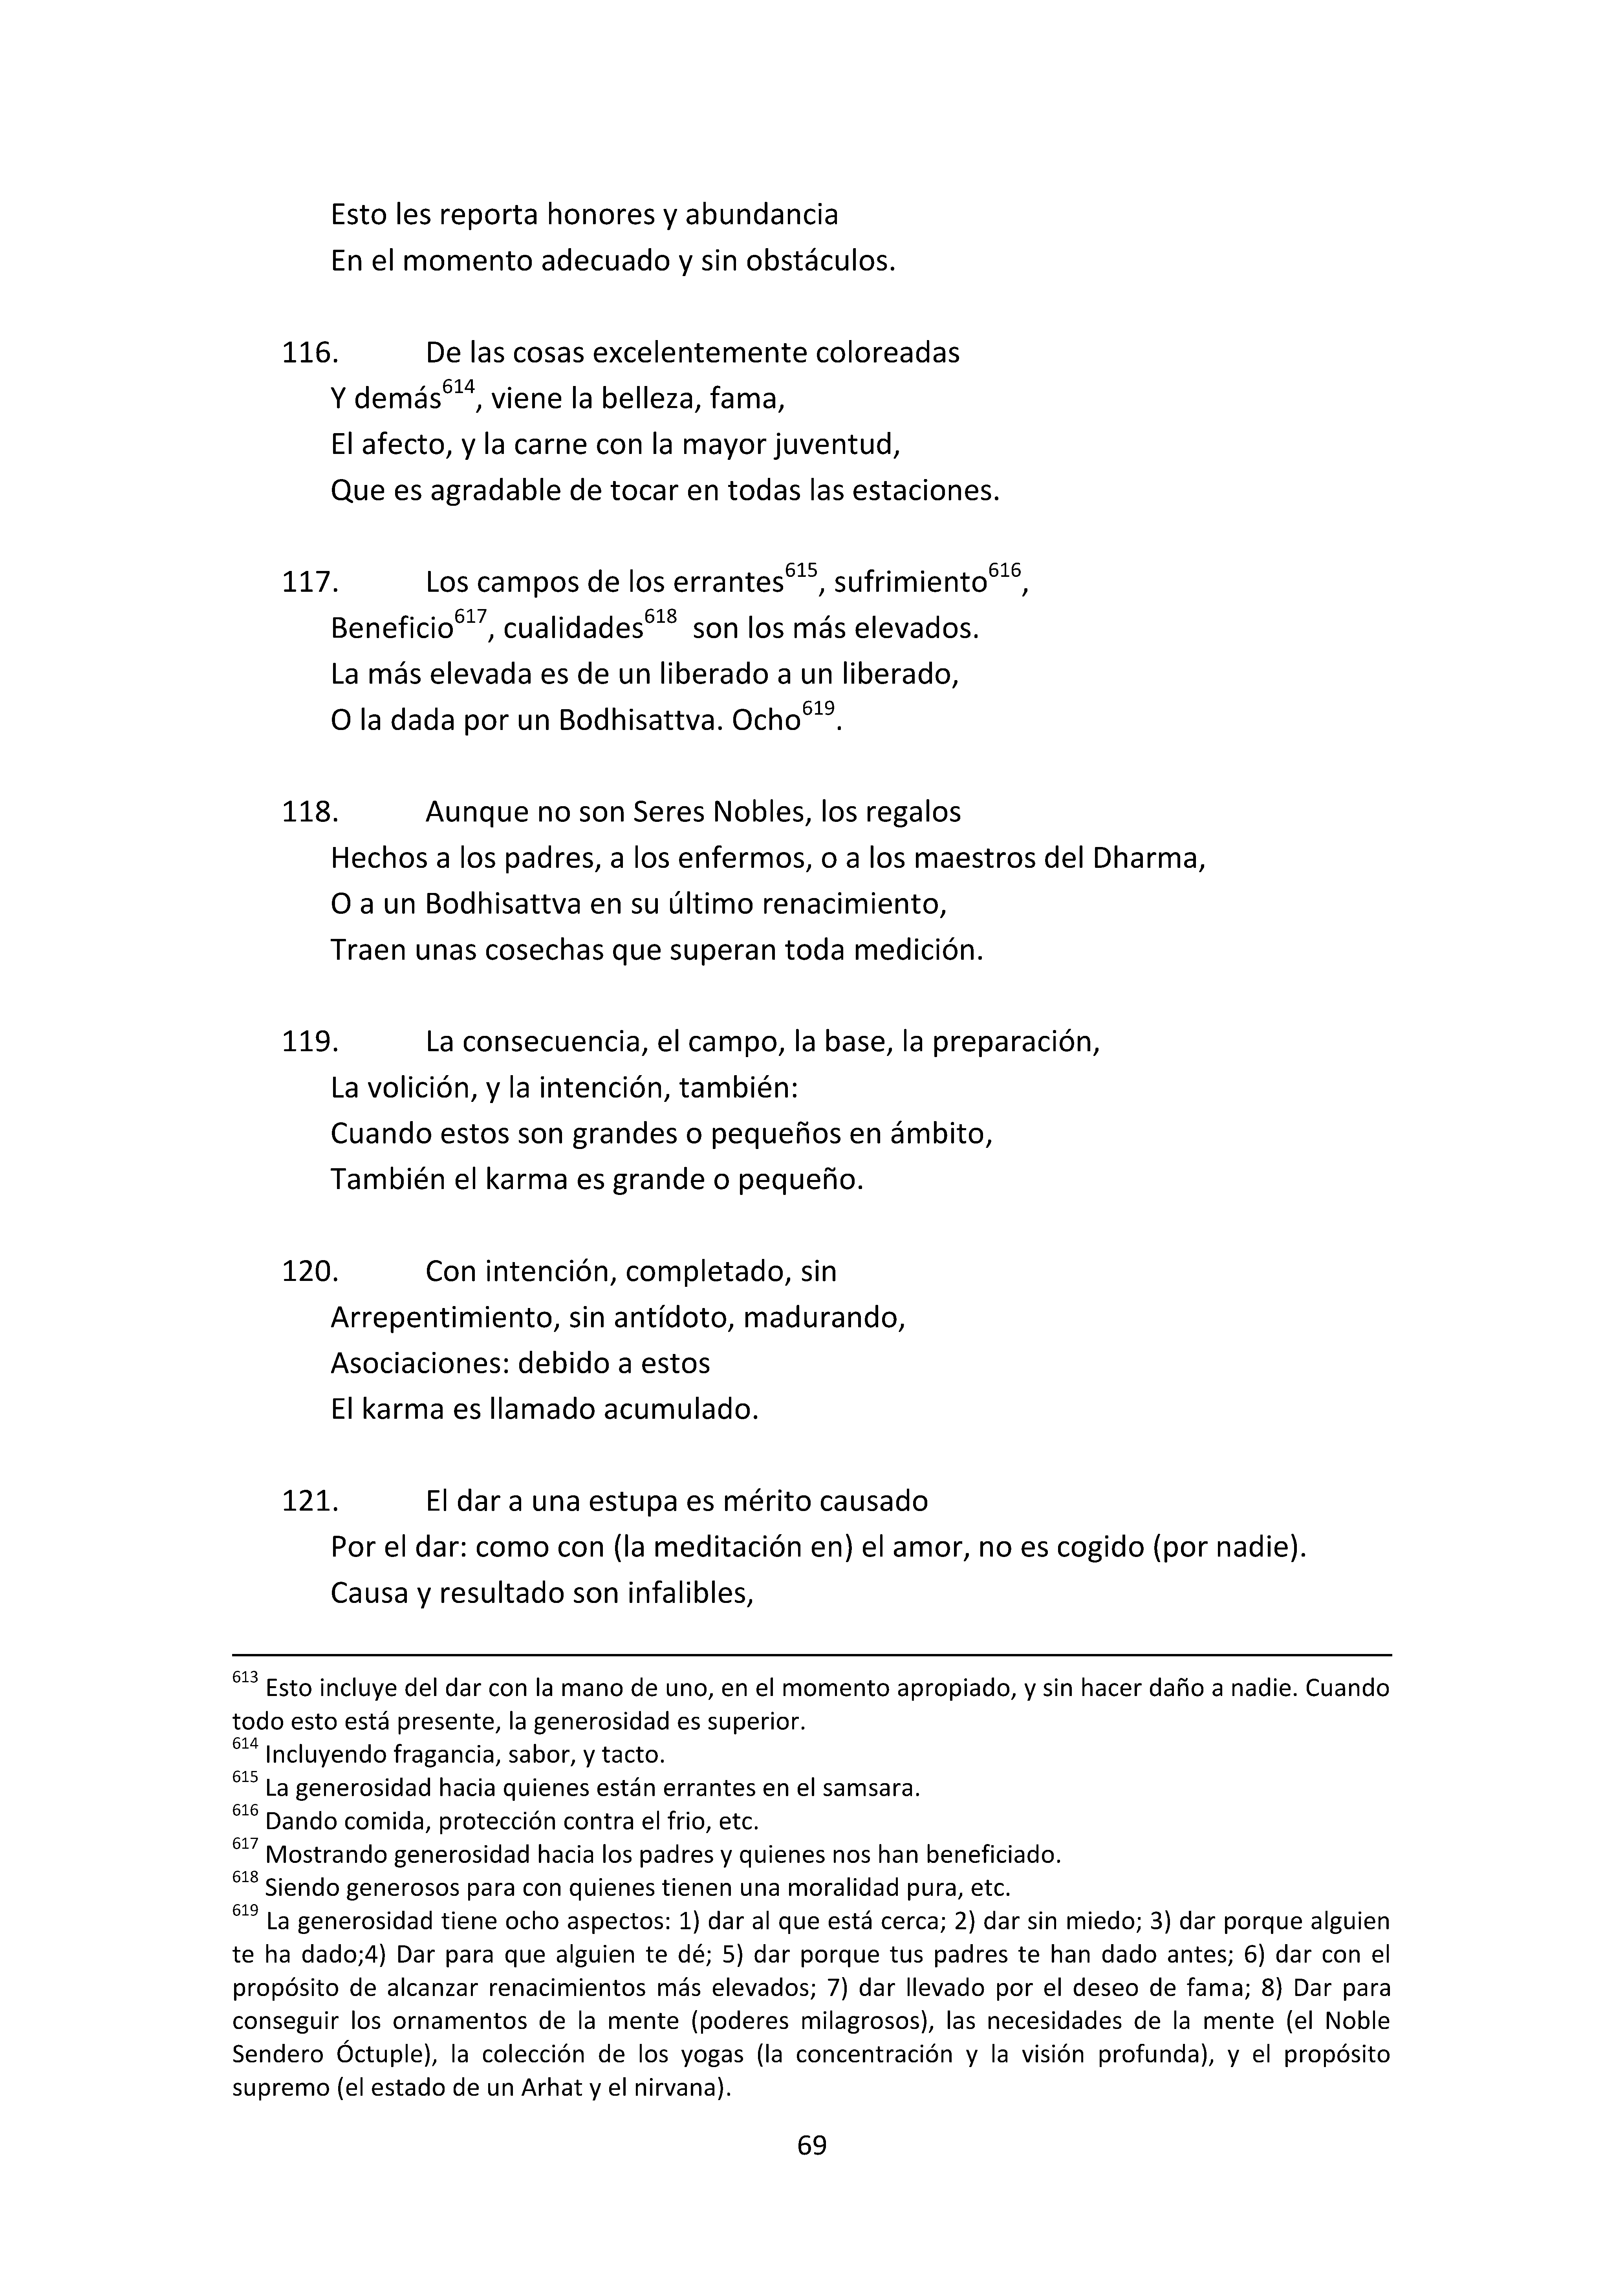 Esto les reporta honores y abundancia
En el momento adecuado y sin obstáculos.
116. De las cosas excelentemente coloreadas
Y demás614, viene la belleza, fama,
El afecto, y la carne con la mayor juventud,
Que es agradable de tocar en todas las estaciones.
117. Los campos de los errantes615, sufrimiento616,
Beneficio617, cualidades618 son los más elevados.
La más elevada es de un liberado a un liberado,
O la dada por un Bodhisattva. Ocho619.
118. Aunque no son Seres Nobles, los regalos
Hechos a los padres, a los enfermos, o a los maestros del Dharma,
O a un Bodhisattva en su último renacimiento,
Traen unas cosechas que superan toda medición.
119. La consecuencia, el campo, la base, la preparación,
La volición, y la intención, también:
Cuando estos son grandes o pequeños en ámbito,
También el karma es grande o pequeño.
120. Con intención, completado, sin
Arrepentimiento, sin antídoto, madurando,
Asociaciones: debido a estos
El karma es llamado acumulado.
121. El dar a una estupa es mérito causado
Por el dar: como con (la meditación en) el amor, no es cogido (por nadie).
Causa y resultado son infalibles,
613 Esto incluye del dar con la mano de uno, en el momento apropiado, y sin hacer daño a nadie. Cuando
todo esto está presente, la generosidad es superior.
614 Incluyendo fragancia, sabor, y tacto.
615 La generosidad hacia quienes están errantes en el samsara.
616 Dando comida, protección contra el frio, etc.
617 Mostrando generosidad hacia los padres y quienes nos han beneficiado.
618 Siendo generosos para con quienes tienen una moralidad pura, etc.
619 La generosidad tiene ocho aspectos: 1) dar al que está cerca; 2) dar sin miedo; 3) dar porque alguien
te ha dado;4) Dar para que alguien te dé; 5) dar porque tus padres te han dado antes; 6) dar con el
propósito de alcanzar renacimientos más elevados; 7) dar llevado por el deseo de fama; 8) Dar para
conseguir los ornamentos de la mente (poderes milagrosos), las necesidades de la mente (el Noble
Sendero Óctuple), la colección de los yogas (la concentración y la visión profunda), y el propósito
supremo (el estado de un Arhat y el nirvana).
69